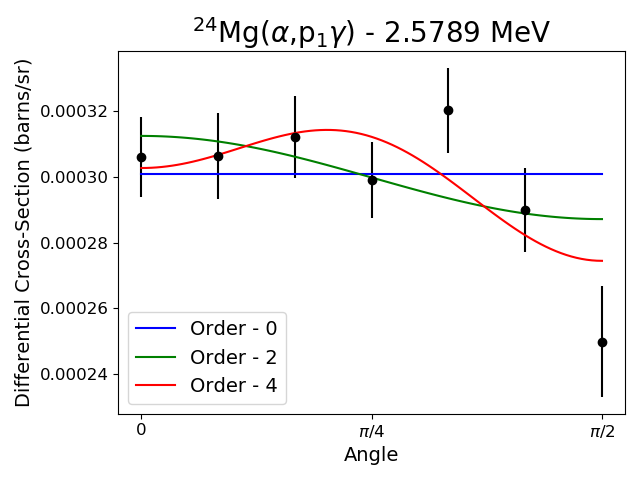 ²⁴Mg(α,p₁γ) - 2.5789 MeV
Differential Cross-Section (barns/sr)
0.00032
0.00030
0.00028
0.00026
0.00024
Order - 0
Order - 2
Order - 4
0
π/4
π/2
Angle